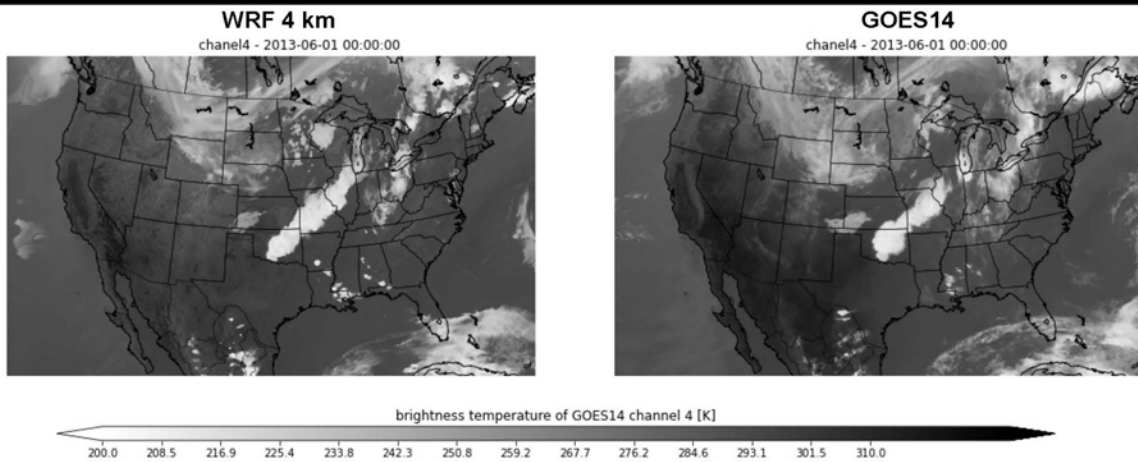 WRF 4 km
chanel4 - 2013-06-01 00:00:00
GOES14
chanel4 - 2013-06-01 00:00:00
brightness temperature of GOES14 channel 4 [K]
200.0 208.5 216.9 225.4 233.8 242.3 250.8 259.2 267.7 276.2 284.6 293.1 301.5 310.0